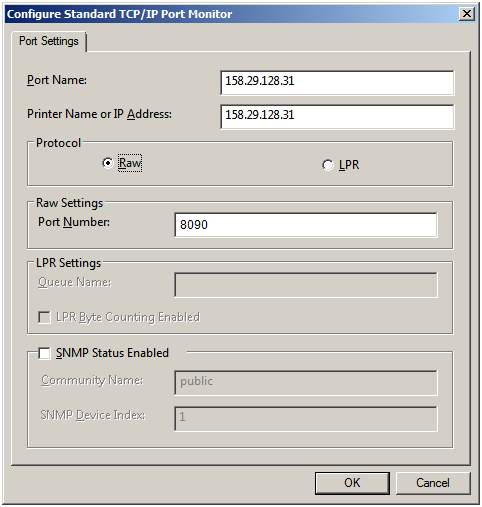 Configure Standard TCP/IP Port Monitor
Port Settings
Port Name:
158.29.128.31
Printer Name or IP Address:
158.29.128.31
Protocol
Raw
LPR
Raw Settings
Port Number:
8090
LPR Settings
Queue Name:
LPR Byte Counting Enabled
SNMP Status Enabled
Community Name:
public
SNMP Device Index:
1
OK
Cancel